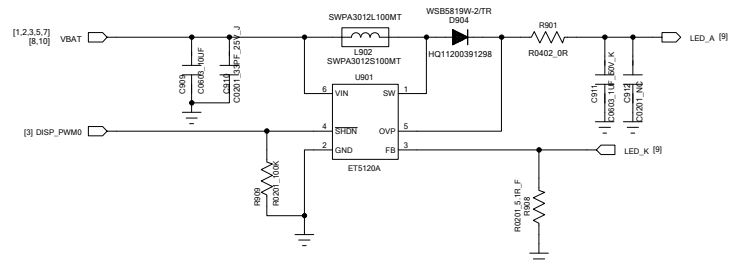 SWPA3012L100MT
L902
SWPA3012S100MT
WSB5819W-2/TR
D904
HQ11200391298
R901
R0402_0R
[1,2,3,5,7]
[8,10]
VBAT
LED_A [9]
C909
C0603_10UF
C910
C0201_33PF_25V_J
U901
6 VIN
SW 1
4 SHDN
OVP 5
2 GND
FB 3
ET5120A
C911
C0603_1UF_50V_K
C912
C0201_NC
[3] DISP_PWM0
LED_K [9]
R909
R0201_100K
R0201_5.1R_F
R908